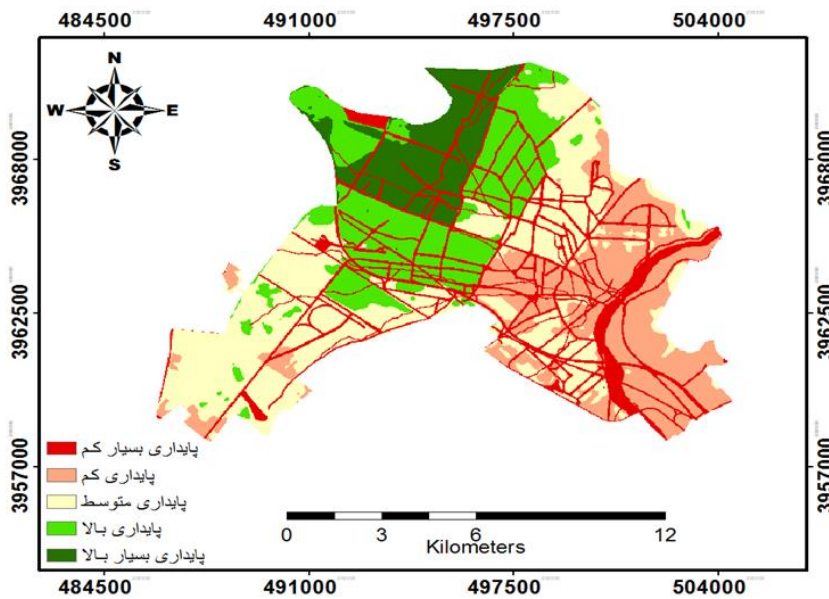 484500 491000 497500 504000
N
W E
S
3968000 3968000
3962500 3962500
3957000 3957000
پایداری بسیار کم
پایداری کم
پایداری متوسط
پایداری بالا
پایداری بسیار بالا
0 3 6 12
Kilometers
484500 491000 497500 504000